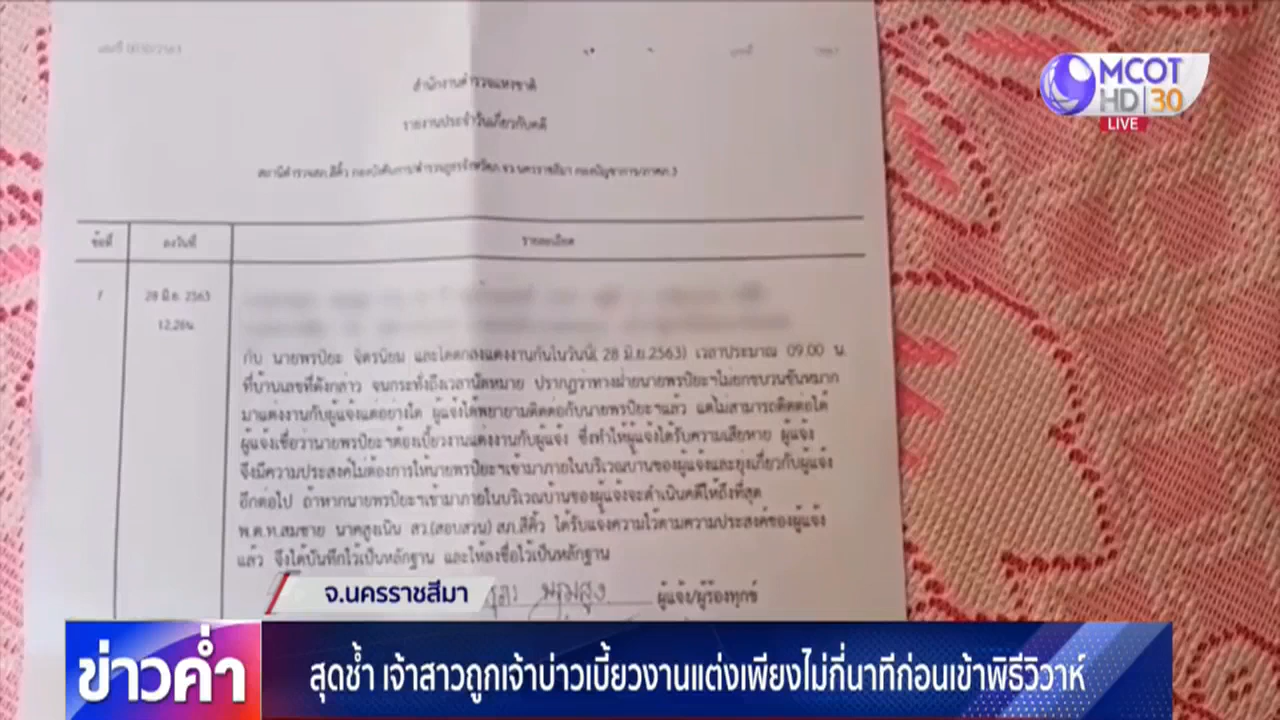 MCOT
HD 30
LIVE
สำนักงานตำรวจแห่งชาติ
รายงานประจำวันเกี่ยวกับคดี
ข้อที่ ลงวันที่ รายละเอียด
28 มิ.ย. 2563
12.26น.
กับ นายพรปิยะ จิตรนิยม และได้ตกลงแต่งงานกันในวันนี้( 28 มิ.ย.2563) เวลาประมาณ 09.00 น.
ที่บ้านเลขที่ดังกล่าว จนกระทั่งถึงเวลานัดหมาย ปรากฏว่าทางฝ่ายนายพรปิยะฯไม่ยกขบวนขันหมาก
มาแต่งงานกับผู้แจ้งแต่อย่างใด ผู้แจ้งได้พยายามติดต่อกับนายพรปิยะฯแล้ว แต่ไม่สามารถติดต่อได้
ผู้แจ้งเชื่อว่านายพรปิยะฯต้องเบี้ยวงานแต่งงานกับผู้แจ้ง ซึ่งทำให้ผู้แจ้งได้รับความเสียหาย ผู้แจ้ง
จึงมีความประสงค์ไม่ต้องการให้นายพรปิยะฯเข้ามาภายในบริเวณบ้านของผู้แจ้งและยุ่งเกี่ยวกับผู้แจ้ง
อีกต่อไป ถ้าหากนายพรปิยะฯเข้ามาภายในบริเวณบ้านของผู้แจ้งจะดำเนินคดีให้ถึงที่สุด
พ.ต.ท.สมชาย นาคสูงเนิน สว.(สอบสวน) สภ.สีคิ้ว ได้รับแจ้งความไว้ตามความประสงค์ของผู้แจ้ง
แล้ว จึงได้บันทึกไว้เป็นหลักฐาน และให้ลงชื่อไว้เป็นหลักฐาน
ผู้แจ้ง/ผู้ร้องทุกข์
จ.นครราชสีมา
ข่าวค่ำ
สุดช้ำ เจ้าสาวถูกเจ้าบ่าวเบี้ยวงานแต่งเพียงไม่กี่นาทีก่อนเข้าพิธีวิวาห์